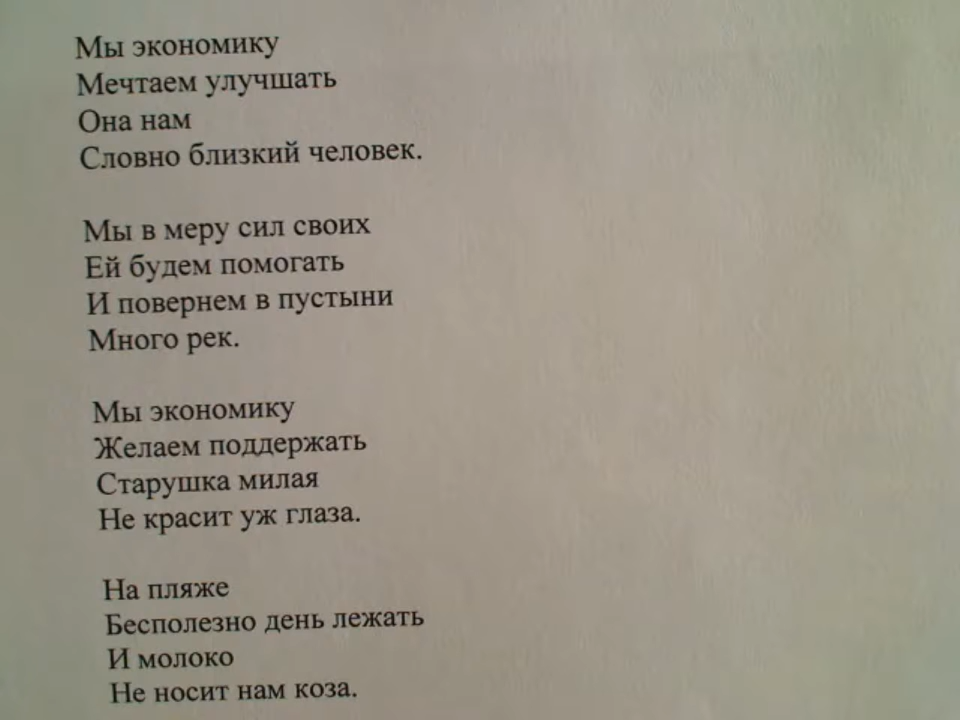 Мы экономику
Мечтаем улучшать
Она нам
Словно близкий человек.
Мы в меру сил своих
Ей будем помогать
И повернем в пустыни
Много рек.
Мы экономику
Желаем поддержать
Старушка милая
Не красит уж глаза.
На пляже
Бесполезно день лежать
И молоко
Не носит нам коза.